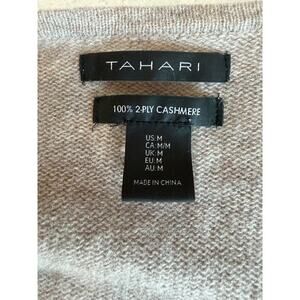 TAHARI
100% 2-PLY CASHMERE
US:M
CA:M/M
UK:M
EU:M
AU:M
MADE IN CHINA